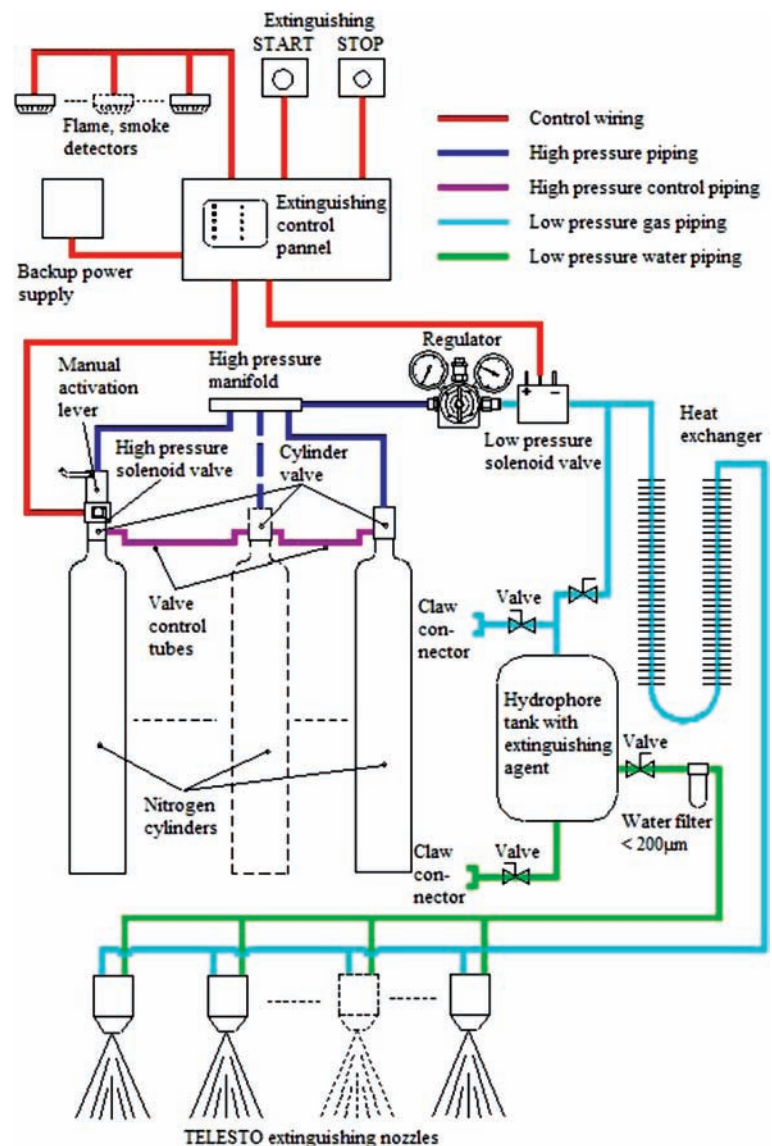 Extinguishing
START STOP
Flame, smoke
detectors
Control wiring
High pressure piping
High pressure control piping
Low pressure gas piping
Low pressure water piping
Extinguishing
control
pannel
Backup power
supply
Manual
activation
lever
High pressure
manifold
Regulator
High pressure
solenoid valve
Cylinder
valve
+ −
Low pressure
solenoid valve
Heat
exchanger
Valve
control
tubes
Claw
con-
nector
Valve
Hydrophore
tank with
extinguishing
agent
Valve
Nitrogen
cylinders
Water filter
< 200μm
Claw
con-
nector
Valve
TELESTO extinguishing nozzles